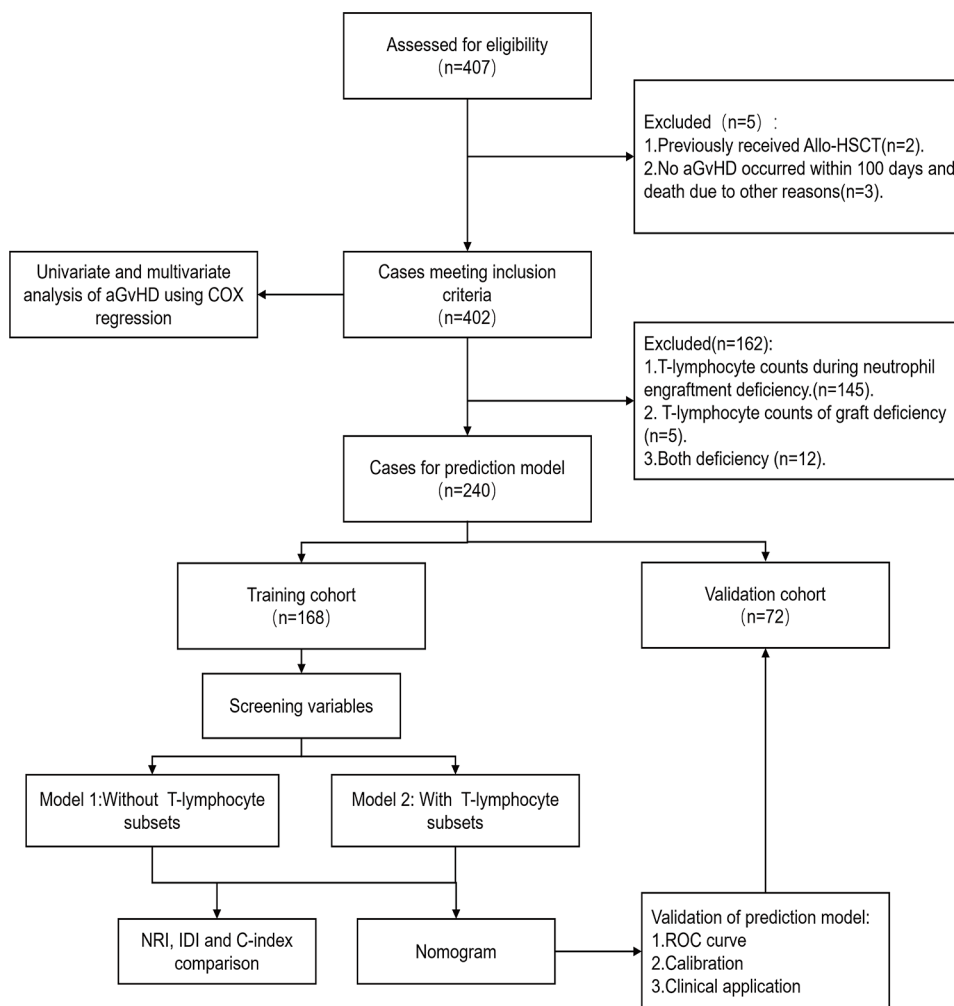 Assessed for eligibility
(n=407)
Excluded（n=5）:
1.Previously received Allo-HSCT(n=2).
2.No aGvHD occurred within 100 days and
death due to other reasons(n=3).
Univariate and multivariate
analysis of aGvHD using COX
regression
Cases meeting inclusion
criteria
(n=402)
Excluded(n=162):
1.T-lymphocyte counts during neutrophil
engraftment deficiency.(n=145).
2. T-lymphocyte counts of graft deficiency
(n=5).
3.Both deficiency (n=12).
Cases for prediction model
(n=240)
Training cohort
(n=168)
Validation cohort
(n=72)
Screening variables
Model 1:Without T-lymphocyte
subsets
Model 2: With T-lymphocyte
subsets
NRI, IDI and C-index
comparison
Nomogram
Validation of prediction model:
1.ROC curve
2.Calibration
3.Clinical application